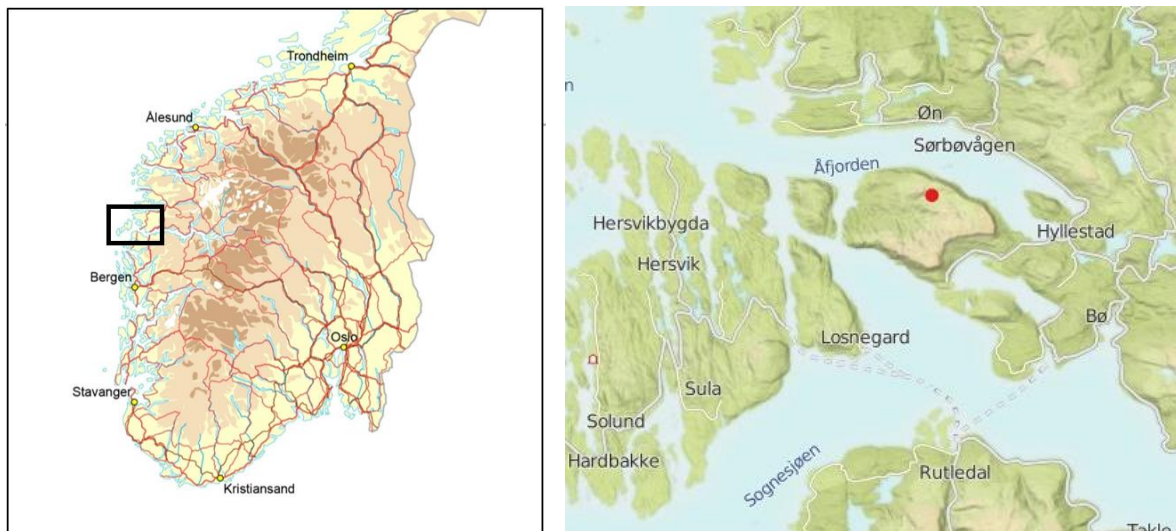 Trondheim
Ålesund
Bergen
Oslo
Stavanger
Kristiansand
n
Øn
Sørbøvågen
Åfjorden
Hersvikbygda
Hyllestad
Hersvik
Bø
Losnegard
Sula
Solund
Hardbakke
Rutledal
Sognesjøen
Takle